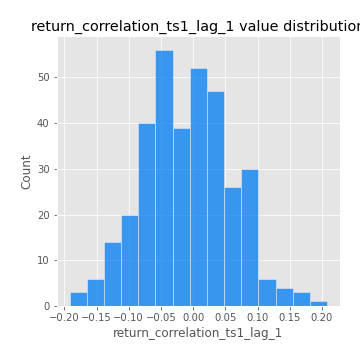 return_correlation_ts1_lag_1 value distribution
50
40
30
20
10
0
Count
−0.20 −0.15 −0.10 −0.05 0.00 0.05 0.10 0.15 0.20
return_correlation_ts1_lag_1